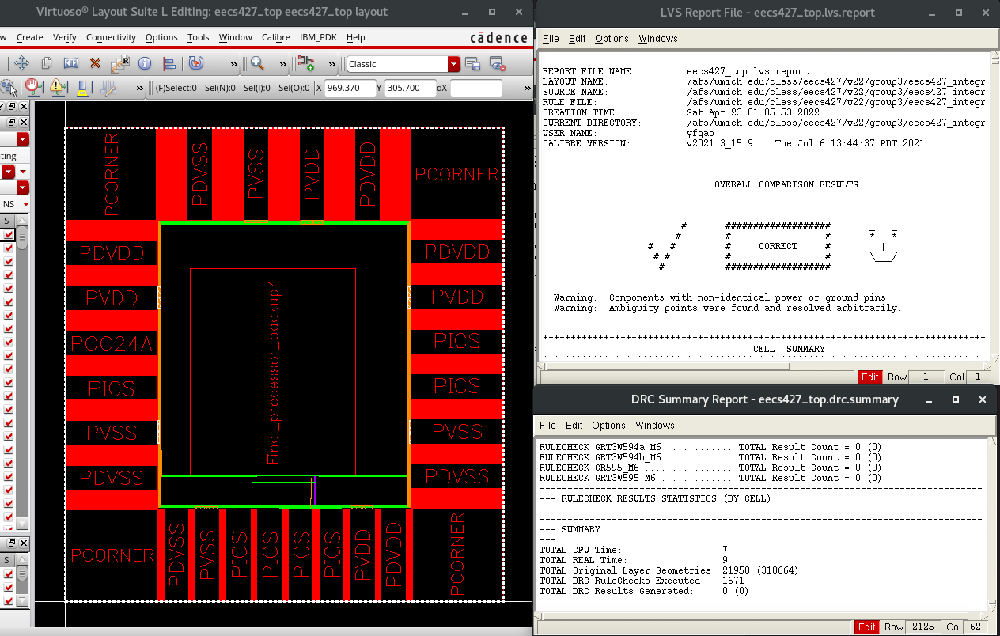 Virtuoso® Layout Suite L Editing: eecs427_top eecs427_top layout
w Create Verify Connectivity Options Tools Window Calibre IBM_PDK Help cādence
R » » » Classic
» (F)Select:0 Sel(N):0 Sel(I):0 Sel(O):0 X 969.370 Y 305.700 dX »
ting
NS
S
S
PCORNER PDVSS PVSS PVDD PDVDD PCORNER
PDVDD PDVDD
PVDD PVDD
POC24A PICS
PICS PICS
PVSS PVSS
PDVSS PDVSS
Final_processor_backup4
PCORNER PDVSS PVSS PICS PICS PICS PICS PVDD PDVDD PCORNER
LVS Report File - eecs427_top.lvs.report
File Edit Options Windows
REPORT FILE NAME: eecs427_top.lvs.report
LAYOUT NAME: /afs/umich.edu/class/eecs427/w22/group3/eecs427_integr
SOURCE NAME: /afs/umich.edu/class/eecs427/w22/group3/eecs427_integr
RULE FILE: /afs/umich.edu/class/eecs427/w22/group3/eecs427_integr
CREATION TIME: Sat Apr 23 01:05:53 2022
CURRENT DIRECTORY: /afs/umich.edu/class/eecs427/w22/group3/eecs427_integr
USER NAME: yfgao
CALIBRE VERSION: v2021.3_15.9 Tue Jul 6 13:44:37 PDT 2021
OVERALL COMPARISON RESULTS
# ################### _ _
# # # * *
# # # CORRECT # |
# # # # \___/
# ###################
Warning: Components with non-identical power or ground pins.
Warning: Ambiguity points were found and resolved arbitrarily.
********************************************************************************
CELL SUMMARY
Edit Row 1 Col 1
DRC Summary Report - eecs427_top.drc.summary
File Edit Options Windows
RULECHECK GRT3W594a_M6 ............ TOTAL Result Count = 0 (0)
RULECHECK GRT3W594b_M6 ............ TOTAL Result Count = 0 (0)
RULECHECK GR595_M6 ................ TOTAL Result Count = 0 (0)
RULECHECK GRT3W595_M6 ............. TOTAL Result Count = 0 (0)
--------------------------------------------------------------------------------
--- RULECHECK RESULTS STATISTICS (BY CELL)
---
--------------------------------------------------------------------------------
--- SUMMARY
---
TOTAL CPU Time: 7
TOTAL REAL Time: 9
TOTAL Original Layer Geometries: 21958 (310664)
TOTAL DRC RuleChecks Executed: 1671
TOTAL DRC Results Generated: 0 (0)
Edit Row 2125 Col 62